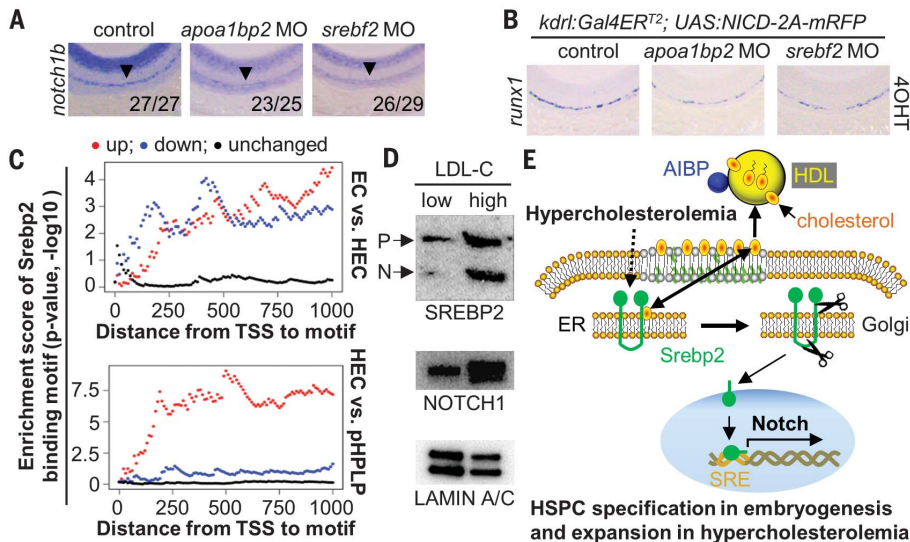 A
control
apoa1bp2 MO
srebf2 MO
notch1b
27/27
23/25
26/29
B
kdrl:Gal4ER^T2; UAS:NICD-2A-mRFP
control
apoa1bp2 MO
srebf2 MO
runx1
4OHT
C
up; down; unchanged
Enrichment score of Srebp2
binding motif (p-value, -log10)
4
3
2
1
0
0 250 500 750 1000
Distance from TSS to motif
EC vs. HEC
7.5
5.0
2.5
0
0 250 500 750 1000
Distance from TSS to motif
HEC vs. pHPLP
D
LDL-C
low high
P
N
SREBP2
NOTCH1
LAMIN A/C
E
AIBP
HDL
cholesterol
Hypercholesterolemia
ER
Srebp2
Golgi
Notch
SRE
HSPC specification in embryogenesis
and expansion in hypercholesterolemia